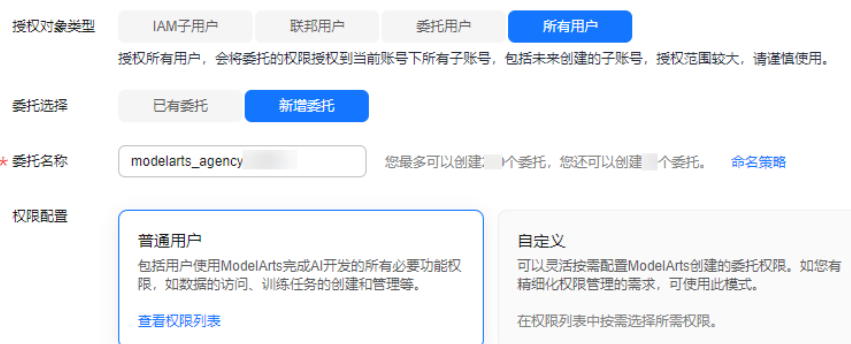 授权对象类型 IAM子用户 联邦用户 委托用户 所有用户
授权所有用户，会将委托的权限授权到当前账号下所有子账号，包括未来创建的子账号，授权范围较大，请谨慎使用。
委托选择 已有委托 新增委托
* 委托名称 modelarts_agency 您最多可以创建 个委托，您还可以创建 个委托。 命名策略
权限配置
普通用户
包括用户使用ModelArts完成AI开发的所有必要功能权
限，如数据的访问、训练任务的创建和管理等。
查看权限列表
自定义
可以灵活按需配置ModelArts创建的委托权限。如您有
精细化权限管理的需求，可使用此模式。
在权限列表中按需选择所需权限。